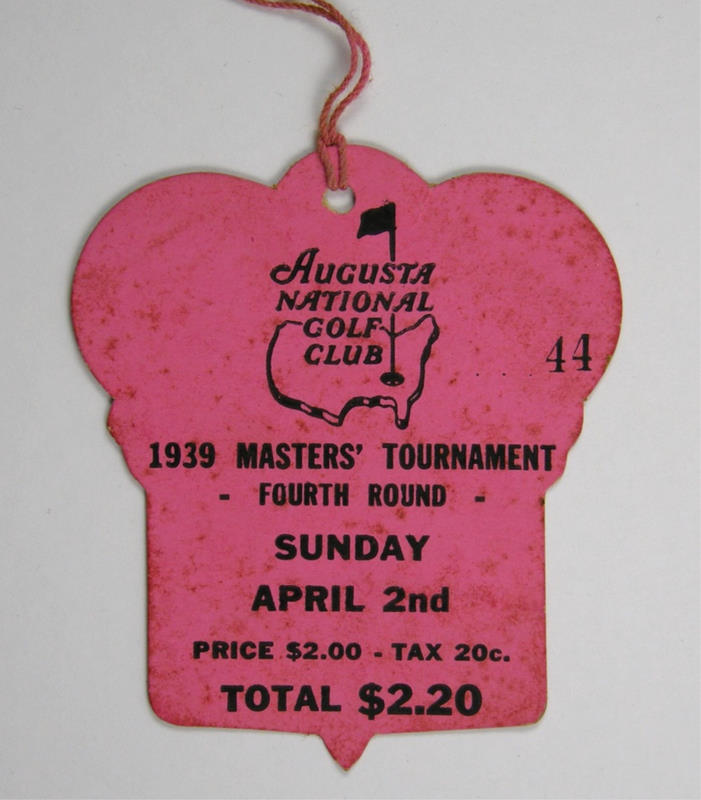 AUGUSTA
NATIONAL
GOLF
CLUB
44
1939 MASTERS' TOURNAMENT
- FOURTH ROUND -
SUNDAY
APRIL 2nd
PRICE $2.00 - TAX 20c.
TOTAL $2.20